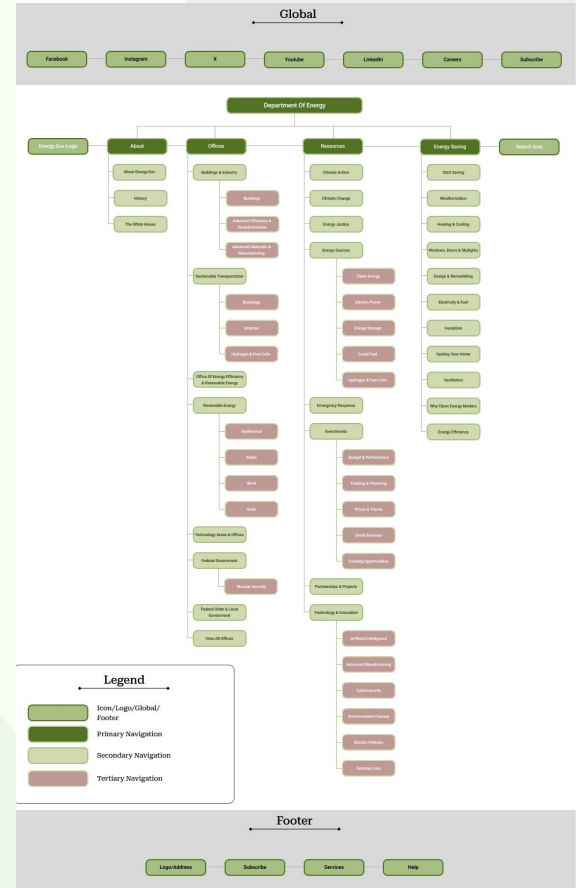 Global
Facebook
Instagram
X
Youtube
LinkedIn
Careers
Subscribe
Department Of Energy
Energy.Gov Logo
About
Offices
Resources
Energy Saving
Search Icon
About Energy.Gov
History
The White House
Buildings & Industry
Buildings
Industrial Efficiency &
Decarbonization
Advanced Materials &
Manufacturing
Sustainable Transportation
Bioenergy
Vehicles
Hydrogen & Fuel Cells
Office Of Energy Efficiency
& Renewable Energy
Renewable Energy
Geothermal
Water
Wind
Solar
Technology Areas & Offices
Federal Government
Nuclear Security
Federal State & Local
Government
View All Offices
Climate Action
Climate Change
Energy Justice
Energy Sources
Clean Energy
Electric Power
Energy Storage
Fossil Fuel
Hydrogen & Fuel Cells
Emergency Response
Investments
Budget & Performance
Funding & Financing
Prices & Trends
Small Business
Funding Opportunities
Partnerships & Projects
Technology & Innovation
Artificial Intelligence
Advanced Manufacturing
Cybersecurity
Environmental Cleanup
Electric Vehicles
National Labs
Start Saving
Weatherization
Heating & Cooling
Windows, Doors & Skylights
Design & Remodelling
Electricity & Fuel
Insulation
Sealing Your Home
Ventilation
Why Clean Energy Matters
Energy Efficiency
Legend
Icon/Logo/Global/
Footer
Primary Navigation
Secondary Navigation
Tertiary Navigation
Footer
Logo/Address
Subscribe
Services
Help